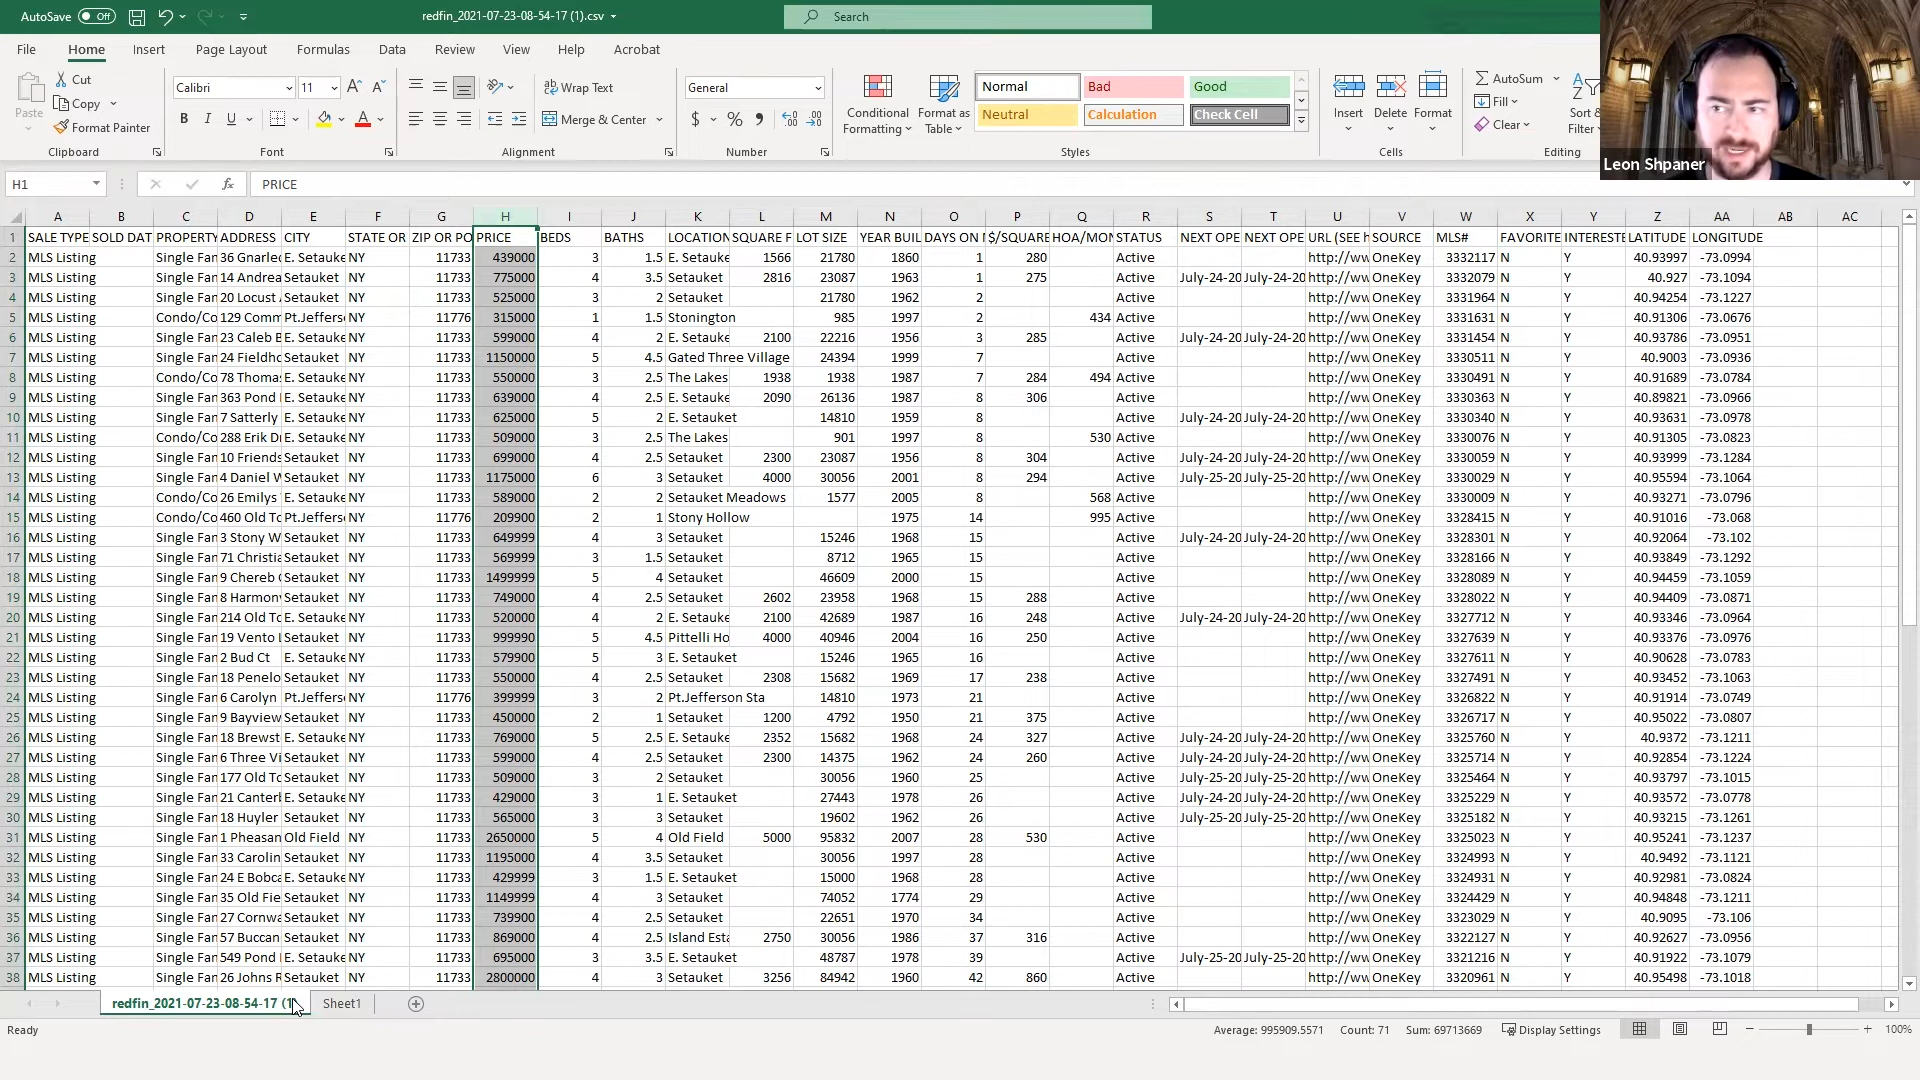 AutoSave Off redfin_2021-07-23-08-54-17 (1).csv Search
File Home Insert Page Layout Formulas Data Review View Help Acrobat
Paste Cut Copy Format Painter Clipboard
Calibri 11 B I U Font
Wrap Text Merge & Center Alignment
General $ % Number
Conditional Formatting Format as Table Normal Bad Good Neutral Calculation Check Cell Styles
Insert Delete Format Cells
AutoSum Fill Clear Sort & Filter Editing
Leon Shpaner
H1 fx PRICE
A B C D E F G H I J K L M N O P Q R S T U V W X Y Z AA AB AC
1 SALE TYPE SOLD DAT PROPERTY ADDRESS CITY STATE OR ZIP OR PO PRICE BEDS BATHS LOCATION SQUARE F LOT SIZE YEAR BUIL DAYS ON $/SQUARE HOA/MON STATUS NEXT OPE NEXT OPE URL (SEE h SOURCE MLS# FAVORITE INTERESTE LATITUDE LONGITUDE
2 MLS Listing Single Fan 36 Gnarle E. Setauke NY 11733 439000 3 1.5 E. Setauke 1566 21780 1860 1 280 Active http://ww OneKey 3332117 N Y 40.93997 -73.0994
3 MLS Listing Single Fan 14 Andrea Setauket NY 11733 775000 4 3.5 Setauket 2816 23087 1963 1 275 Active July-24-20 July-24-20 http://ww OneKey 3332079 N Y 40.927 -73.1094
4 MLS Listing Single Fan 20 Locust Setauket NY 11733 525000 3 2 Setauket 21780 1962 2 Active http://ww OneKey 3331964 N Y 40.94254 -73.1227
5 MLS Listing Condo/Co 129 Comm Pt.Jeffers 11776 315000 1 1.5 Stonington 985 1997 2 434 Active http://ww OneKey 3331631 N Y 40.91306 -73.0676
6 MLS Listing Single Fan 23 Caleb B E. Setauke NY 11733 599000 4 2 E. Setauke 2100 22216 1956 3 285 Active July-24-20 July-24-20 http://ww OneKey 3331454 N Y 40.93786 -73.0951
7 MLS Listing Single Fan 24 Fieldho Setauket NY 11733 1150000 5 4.5 Gated Three Village 24394 1999 7 Active http://ww OneKey 3330511 N Y 40.9003 -73.0936
8 MLS Listing Condo/Co 78 Thomas E. Setauke NY 11733 550000 3 2.5 The Lakes 1938 1938 1987 7 284 494 Active http://ww OneKey 3330491 N Y 40.91689 -73.0784
9 MLS Listing Single Fan 363 Pond E. Setauke NY 11733 639000 4 2.5 E. Setauke 2090 26136 1987 8 306 Active http://ww OneKey 3330363 N Y 40.89821 -73.0966
10 MLS Listing Single Fan 7 Satterly E. Setauke NY 11733 625000 5 2 E. Setauket 14810 1959 8 Active July-24-20 July-24-20 http://ww OneKey 3330340 N Y 40.93631 -73.0978
11 MLS Listing Condo/Co 288 Erik D E. Setauke NY 11733 509000 3 2.5 The Lakes 901 1997 8 530 Active http://ww OneKey 3330076 N Y 40.91305 -73.0823
12 MLS Listing Single Fan 10 Friends Setauket NY 11733 699000 4 2.5 Setauket 2300 23087 1956 8 304 Active July-24-20 July-24-20 http://ww OneKey 3330059 N Y 40.93999 -73.1284
13 MLS Listing Single Fan 4 Daniel W Setauket NY 11733 1175000 6 3 Setauket 4000 30056 2001 8 294 Active July-25-20 July-25-20 http://ww OneKey 3330029 N Y 40.95594 -73.1064
14 MLS Listing Condo/Co 26 Emilys E. Setauke NY 11733 589000 2 2 Setauket Meadows 1577 2005 8 568 Active http://ww OneKey 3330009 N Y 40.93271 -73.0796
15 MLS Listing Condo/Co 460 Old To Pt.Jeffers NY 11776 209900 2 1 Stony Hollow 1975 14 995 Active http://ww OneKey 3328415 N Y 40.91016 -73.068
16 MLS Listing Single Fan 3 Stony W Setauket NY 11733 649999 4 3 Setauket 15246 1968 15 Active July-24-20 July-24-20 http://ww OneKey 3328301 N Y 40.92064 -73.102
17 MLS Listing Single Fan 71 Christia Setauket NY 11733 569999 3 1.5 Setauket 8712 1965 15 Active http://ww OneKey 3328166 N Y 40.93849 -73.1292
18 MLS Listing Single Fan 9 Chereb Setauket NY 11733 1499999 5 4 Setauket 46609 2000 15 Active http://ww OneKey 3328089 N Y 40.94459 -73.1059
19 MLS Listing Single Fan 8 Harmony Setauket NY 11733 749000 4 2.5 Setauket 2602 23958 1968 15 288 Active http://ww OneKey 3328022 N Y 40.94409 -73.0871
20 MLS Listing Single Fan 214 Old To E. Setauke NY 11733 520000 4 2 E. Setauke 2100 42689 1987 16 248 Active July-24-20 July-24-20 http://ww OneKey 3327712 N Y 40.93346 -73.0964
21 MLS Listing Single Fan 19 Vento Setauket NY 11733 999990 5 4.5 Pittelli Ho 4000 40946 2004 16 250 Active http://ww OneKey 3327639 N Y 40.93376 -73.0976
22 MLS Listing Single Fan 2 Bud Ct E. Setauke NY 11733 579900 5 3 E. Setauket 15246 1965 16 Active http://ww OneKey 3327611 N Y 40.90628 -73.0783
23 MLS Listing Single Fan 18 Penelo Setauket NY 11733 550000 4 2.5 Setauket 2308 15682 1969 17 238 Active http://ww OneKey 3327491 N Y 40.93452 -73.1063
24 MLS Listing Single Fan 6 Carolyn Pt.Jeffers NY 11776 399999 3 2 Pt.Jefferson Sta 14810 1973 21 Active http://ww OneKey 3326822 N Y 40.91914 -73.0749
25 MLS Listing Single Fan 9 Bayview Setauket NY 11733 450000 2 1 Setauket 1200 4792 1950 21 375 Active http://ww OneKey 3326717 N Y 40.95022 -73.0807
26 MLS Listing Single Fan 18 Brewst E. Setauke NY 11733 769000 5 2.5 E. Setauke 2352 15682 1968 24 327 Active July-24-20 July-24-20 http://ww OneKey 3325760 N Y 40.9372 -73.1211
27 MLS Listing Single Fan 6 Three Vi Setauket NY 11733 599000 4 2.5 Setauket 2300 14375 1962 24 260 Active July-24-20 July-24-20 http://ww OneKey 3325714 N Y 40.92854 -73.1224
28 MLS Listing Single Fan 177 Old To Setauket NY 11733 509000 3 2 Setauket 30056 1960 25 Active July-25-20 July-25-20 http://ww OneKey 3325464 N Y 40.93797 -73.1015
29 MLS Listing Single Fan 21 Canterb E. Setauke NY 11733 429000 3 1 E. Setauket 27443 1978 26 Active July-24-20 July-24-20 http://ww OneKey 3325229 N Y 40.93572 -73.0778
30 MLS Listing Single Fan 18 Huyler Setauket NY 11733 565000 3 3 Setauket 19602 1962 26 Active July-25-20 July-25-20 http://ww OneKey 3325182 N Y 40.93215 -73.1261
31 MLS Listing Single Fan 1 Pheasan Old Field NY 11733 2650000 5 4 Old Field 5000 95832 2007 28 530 Active http://ww OneKey 3325023 N Y 40.95241 -73.1237
32 MLS Listing Single Fan 33 Carolin Setauket NY 11733 1195000 4 3.5 Setauket 30056 1997 28 Active http://ww OneKey 3324993 N Y 40.9492 -73.1121
33 MLS Listing Single Fan 24 E Bobca E. Setauke NY 11733 429999 3 1.5 E. Setauket 15000 1968 28 Active http://ww OneKey 3324931 N Y 40.92981 -73.0824
34 MLS Listing Single Fan 35 Old Fie Setauket NY 11733 1149999 4 3 Setauket 74052 1774 29 Active http://ww OneKey 3324429 N Y 40.94848 -73.1211
35 MLS Listing Single Fan 27 Cornwa Setauket NY 11733 739900 4 2.5 Setauket 22651 1970 34 Active http://ww OneKey 3323029 N Y 40.9095 -73.106
36 MLS Listing Single Fan 57 Buccan Setauket NY 11733 869000 4 2.5 Island Esta 2750 30056 1986 37 316 Active http://ww OneKey 3322127 N Y 40.92627 -73.0956
37 MLS Listing Single Fan 549 Pond E. Setauke NY 11733 695000 3 3.5 E. Setauket 48787 1978 39 Active July-25-20 July-25-20 http://ww OneKey 3321216 N Y 40.91922 -73.1079
38 MLS Listing Single Fan 26 Johns R Setauket NY 11733 2800000 4 3 Setauket 3256 84942 1960 42 860 Active http://ww OneKey 3320961 N Y 40.95498 -73.1018
redfin_2021-07-23-08-54-17 (1) Sheet1
Ready Average: 995909.5571 Count: 71 Sum: 69713669 Display Settings 100%